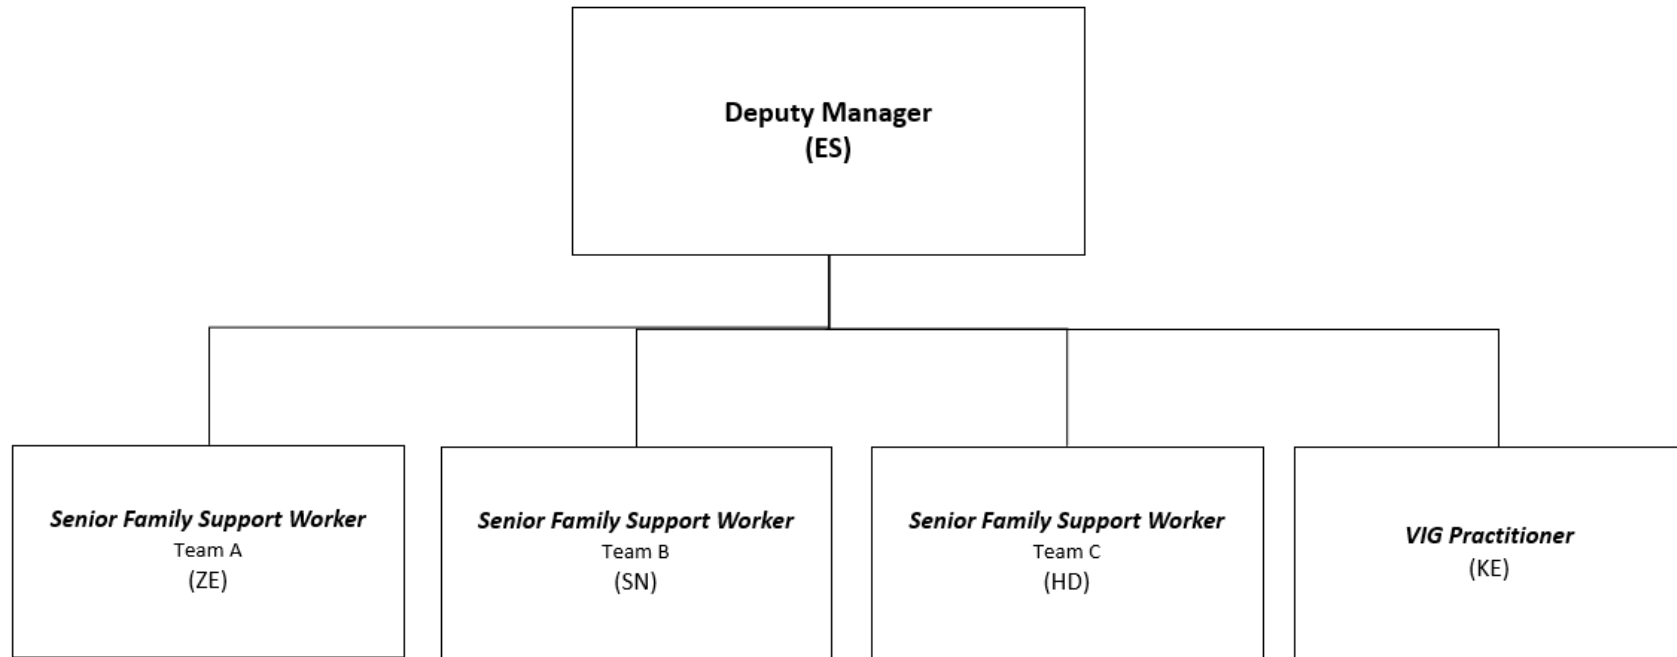 Deputy Manager
(ES)
Senior Family Support Worker
Team A
(ZE)
Senior Family Support Worker
Team B
(SN)
Senior Family Support Worker
Team C
(HD)
VIG Practitioner
(KE)